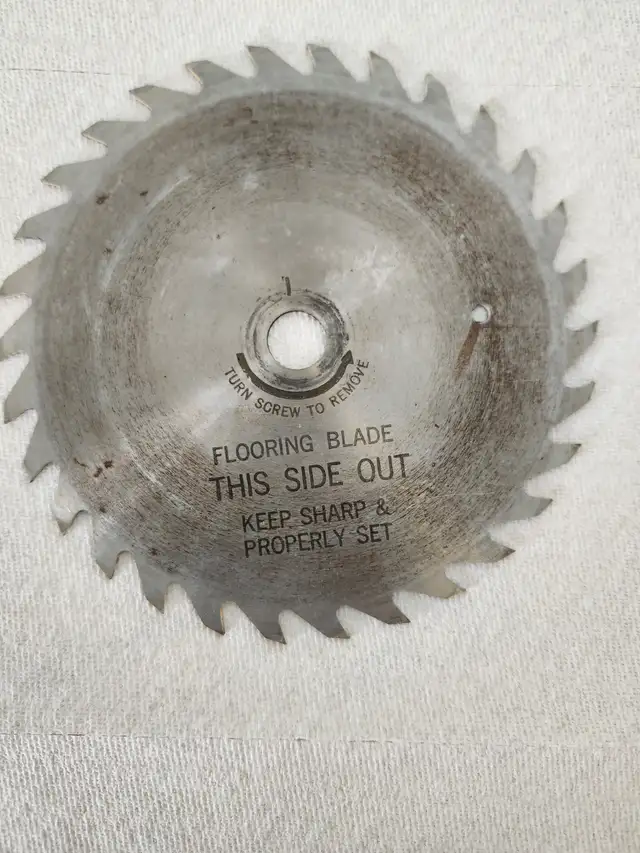 TURN SCREW TO REMOVE
FLOORING BLADE
THIS SIDE OUT
KEEP SHARP &
PROPERLY SET